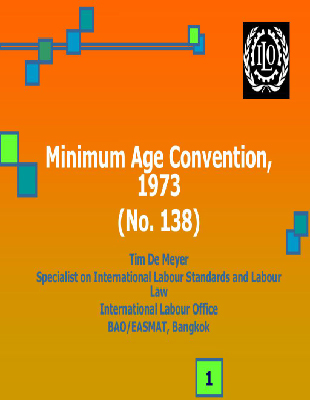 ILO
Minimum Age Convention,
1973
(No. 138)
Tim De Meyer
Specialist on International Labour Standards and Labour
Law
International Labour Office
BAO/EASMAT, Bangkok
1